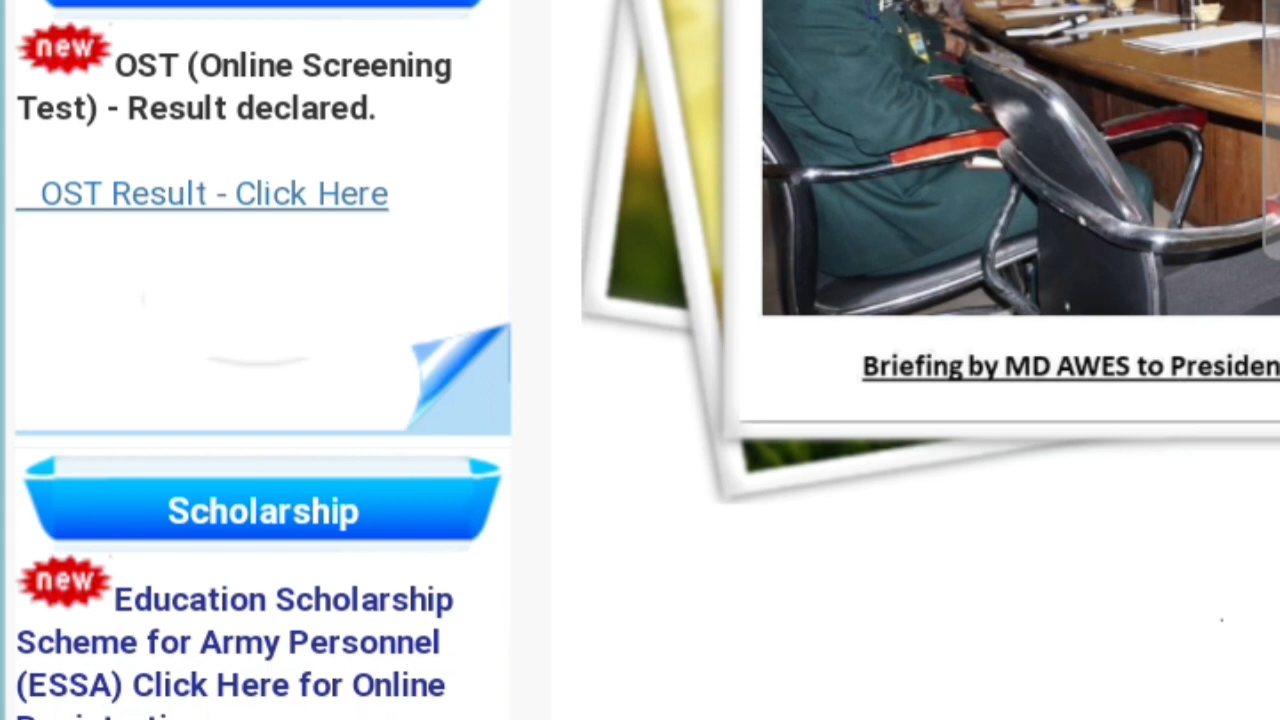 new
OST (Online Screening
Test) - Result declared.
OST Result - Click Here
Scholarship
new
Education Scholarship
Scheme for Army Personnel
(ESSA) Click Here for Online
Briefing by MD AWES to